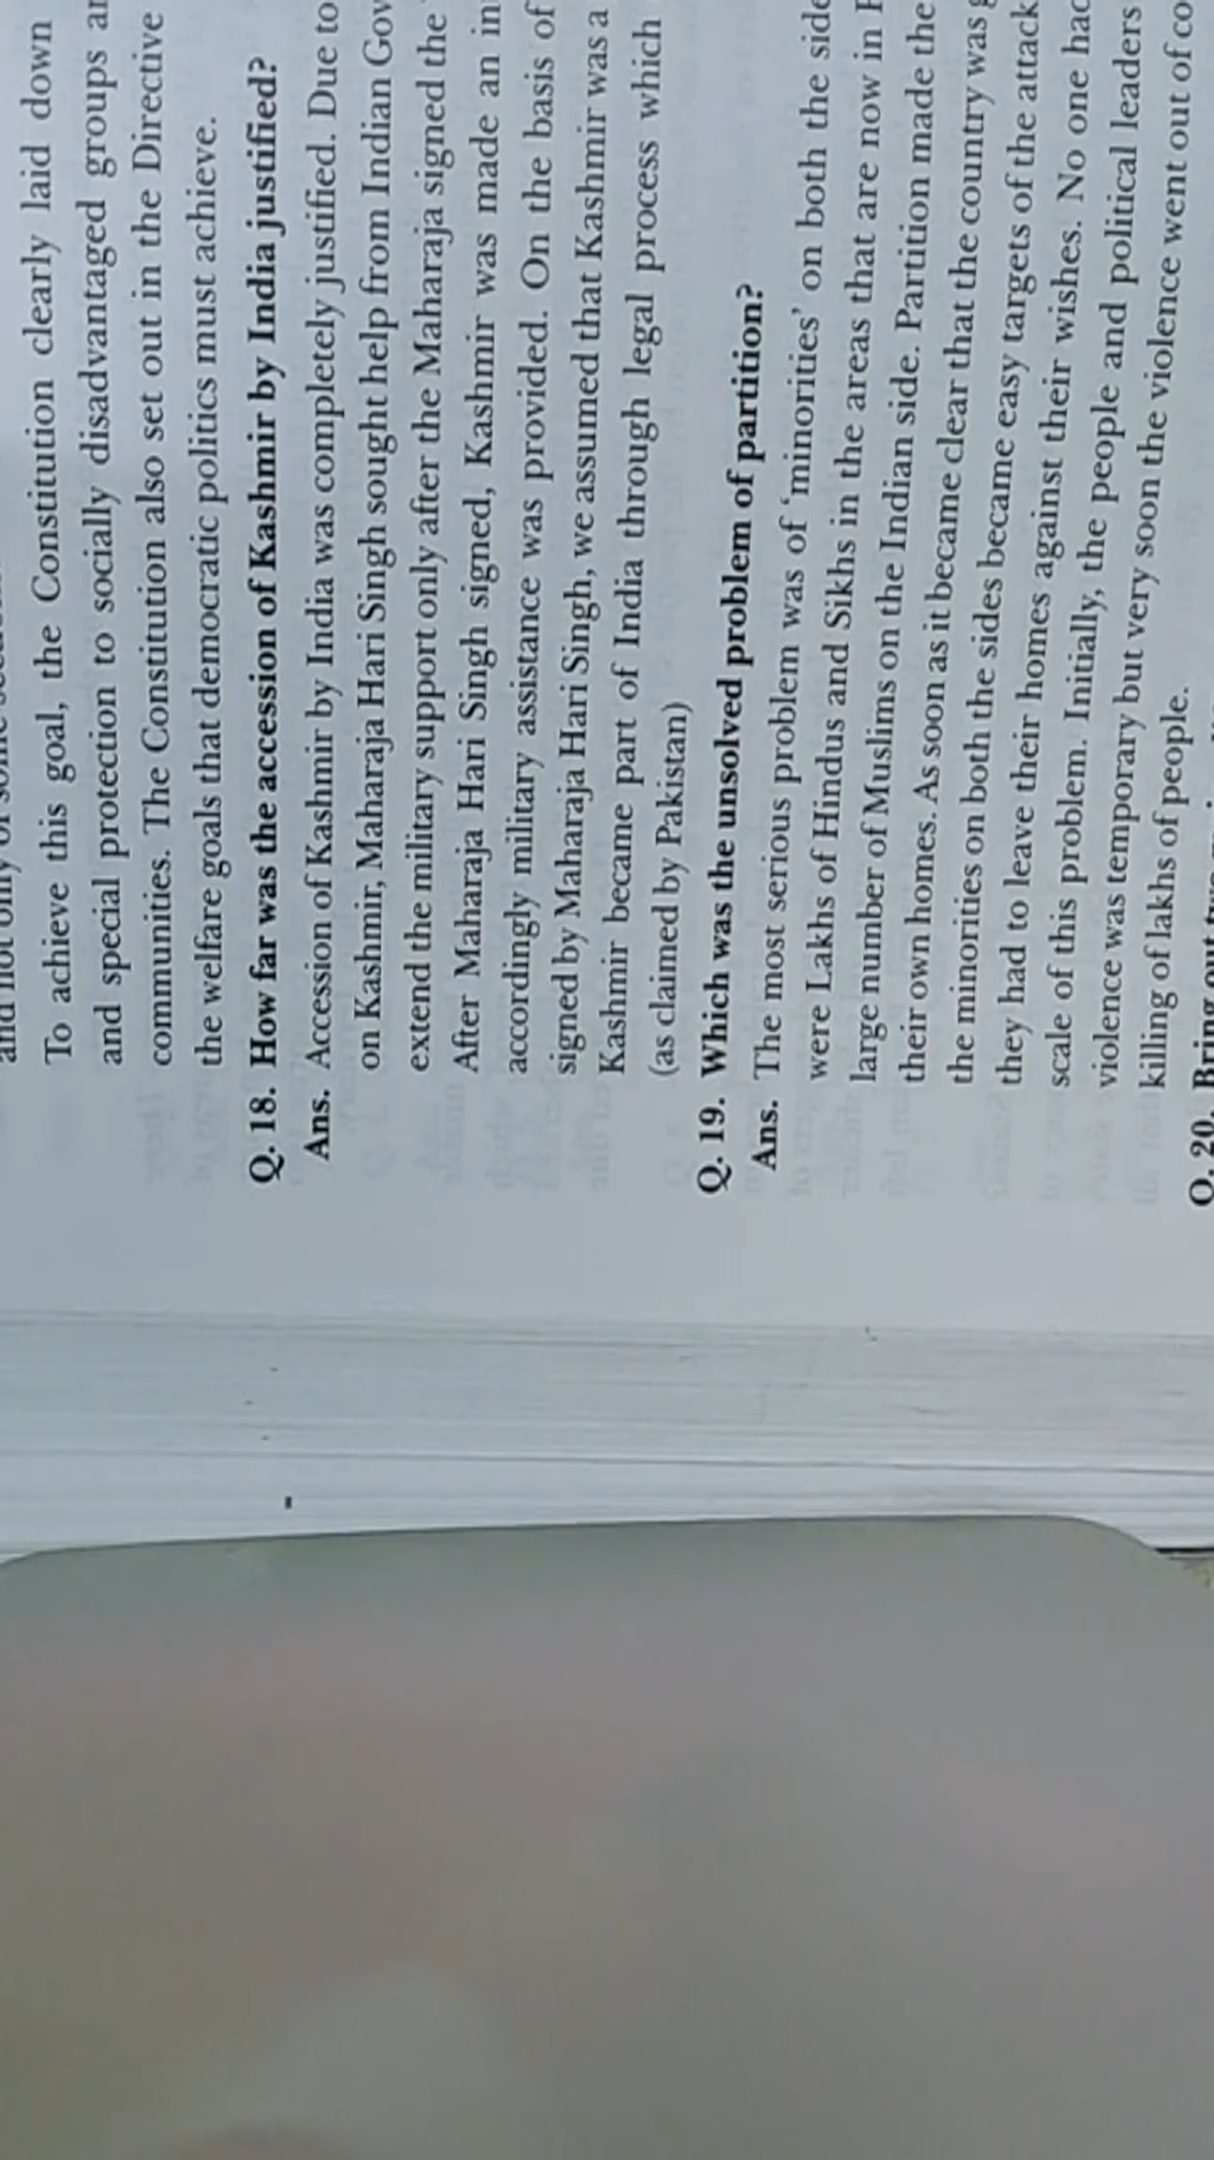 To achieve this goal, the Constitution clearly laid down
and special protection to socially disadvantaged groups
communities. The Constitution also set out in the Directive
the welfare goals that democratic politics must achieve.
Q. 18. How far was the accession of Kashmir by India justified?
Ans. Accession of Kashmir by India was completely justified. Due to
on Kashmir, Maharaja Hari Singh sought help from Indian
extend the military support only after the Maharaja signed the
After Maharaja Hari Singh signed, Kashmir was made an
accordingly military assistance was provided. On the basis of
signed by Maharaja Hari Singh, we assumed that Kashmir was a
Kashmir became part of India through legal process which
(as claimed by Pakistan)
Q. 19. Which was the unsolved problem of partition?
Ans. The most serious problem was of ‘minorities’ on both the
were Lakhs of Hindus and Sikhs in the areas that are now in
large number of Muslims on the Indian side. Partition made the
their own homes. As soon as it became clear that the country was
the minorities on both the sides became easy targets of the attack
they had to leave their homes against their wishes. No one
scale of this problem. Initially, the people and political leaders
violence was temporary but very soon the violence went out of
killing of lakhs of people.
Q. 20. Bring out